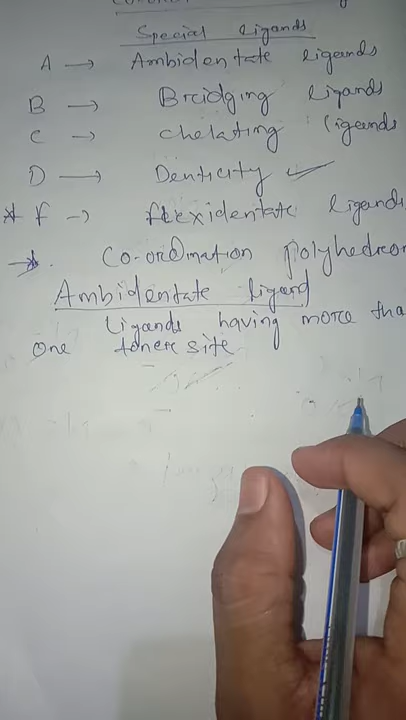 Special ligands
A → Ambidentate ligands
B → Bridging ligands
C → chelating ligands
D → Denticity
* f → flexidentate ligands
→ . Co-ordination polyhedron
Ambidentate ligand
ligands having more tha
one doner site